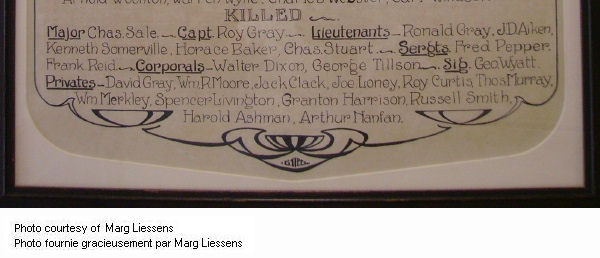 KILLED
Major Chas. Sale. Capt. Roy Gray. Lieutenants Ronald Gray, J.D. Aiken,
Kenneth Somerville, Horace Baker, Chas. Stuart. Sergts. Fred Pepper.
Frank Reid. Corporals Walter Dixon, George Tillson. Sig. Geo. Wyatt.
Privates David Gray, Wm. R. Moore, Jack Clack, Joe Loney, Roy Curtis, Thos. Murray,
Wm. Merkley, Spencer Livington, Granton Harrison, Russell Smith,
Harold Ashman, Arthur Nanfan.
Photo courtesy of Marg Liessens
Photo fournie gracieusement par Marg Liessens